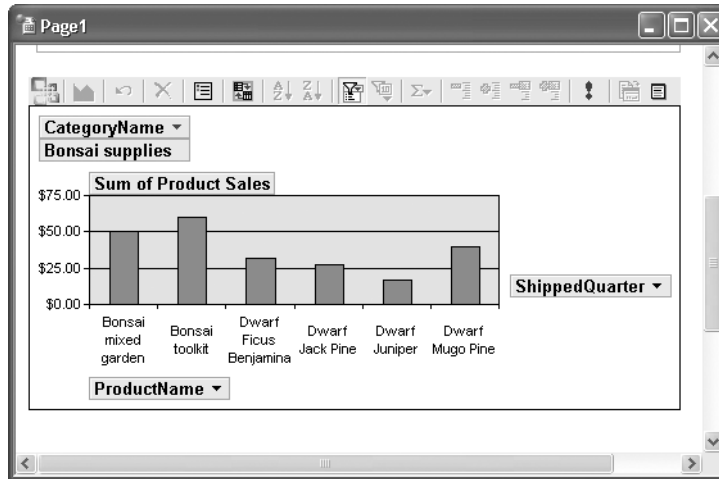 Page1
CategoryName
Bonsai supplies
Sum of Product Sales
$75.00
$50.00
$25.00
$0.00
ShippedQuarter
Bonsai
mixed
garden
Bonsai
toolkit
Dwarf
Ficus
Benjamina
Dwarf
Jack Pine
Dwarf
Juniper
Dwarf
Mugo Pine
ProductName